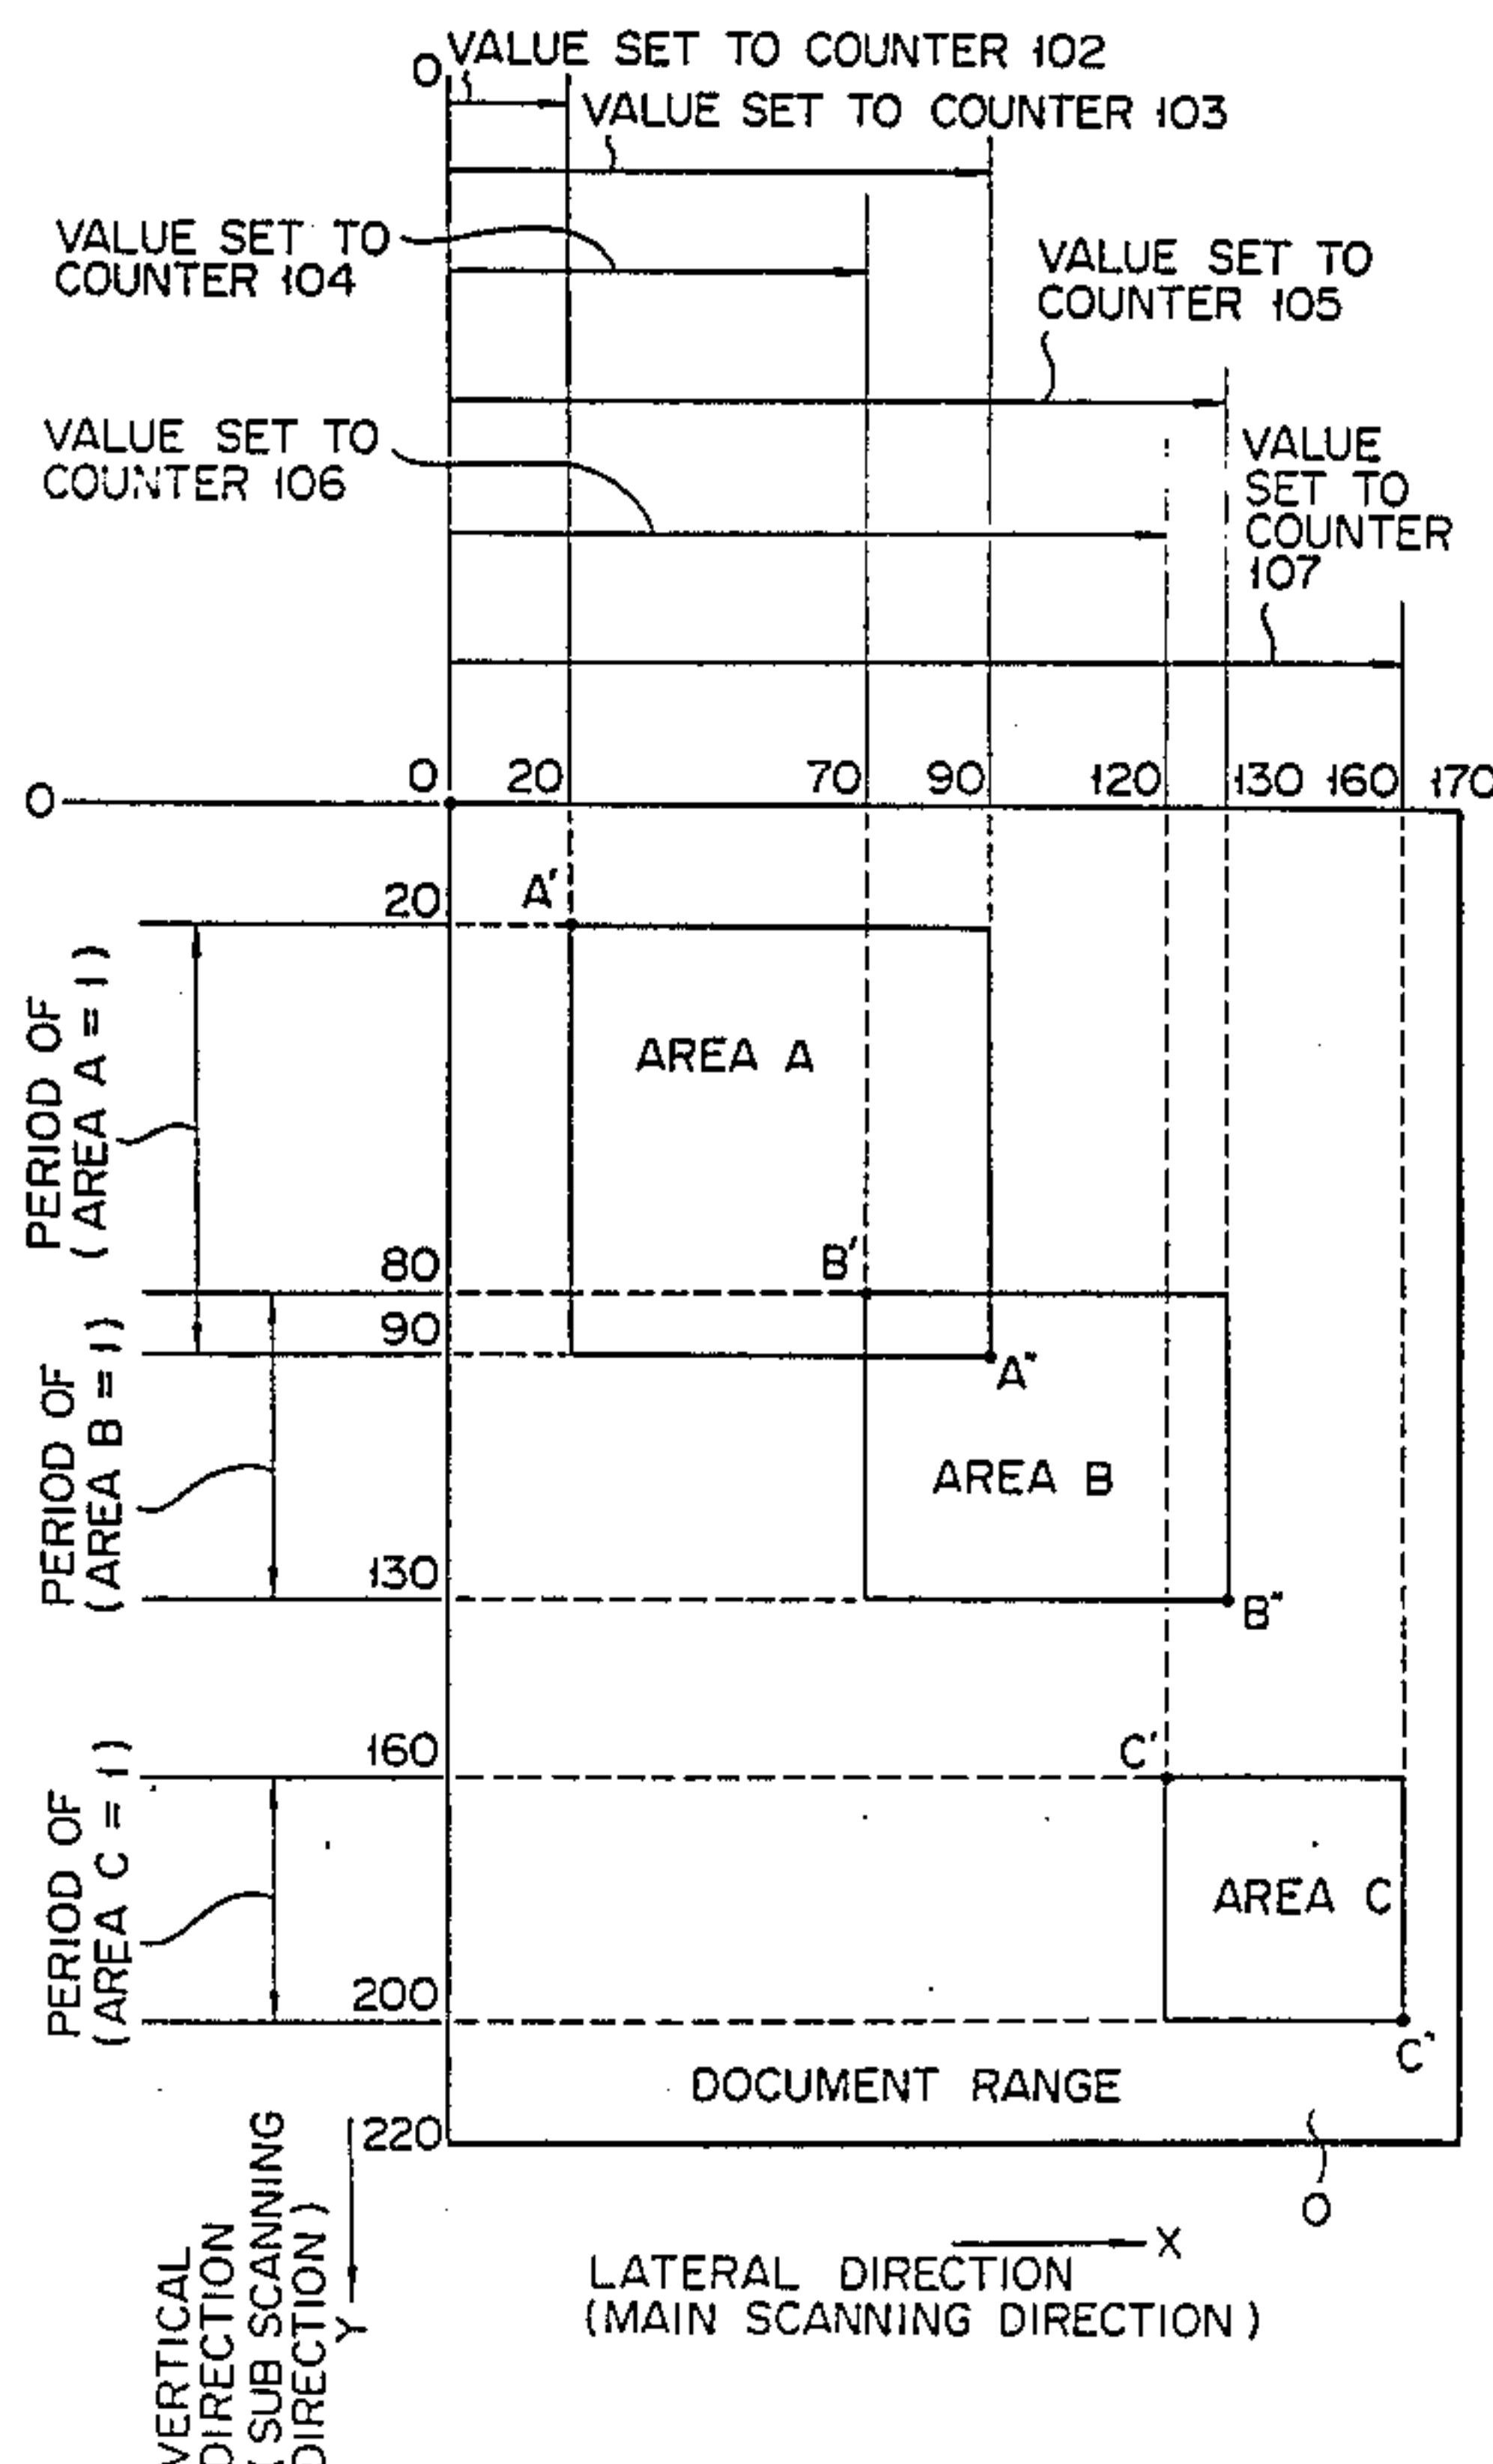 0
VALUE SET TO COUNTER 102
VALUE SET TO COUNTER 103
VALUE SET TO
COUNTER 104
VALUE SET TO
COUNTER 105
VALUE SET TO
COUNTER 106
VALUE
SET TO
COUNTER
107
0 0 20 70 90 120 130 160 170
20
A'
AREA A
PERIOD OF
(AREA A = 1)
80
B'
90
A"
AREA B
PERIOD OF
(AREA B = 1)
130
B"
160
C'
AREA C
PERIOD OF
(AREA C = 1)
200
C"
DOCUMENT RANGE
220
O
X
LATERAL DIRECTION
(MAIN SCANNING DIRECTION)
Y
VERTICAL
DIRECTION
(SUB SCANNING
DIRECTION)